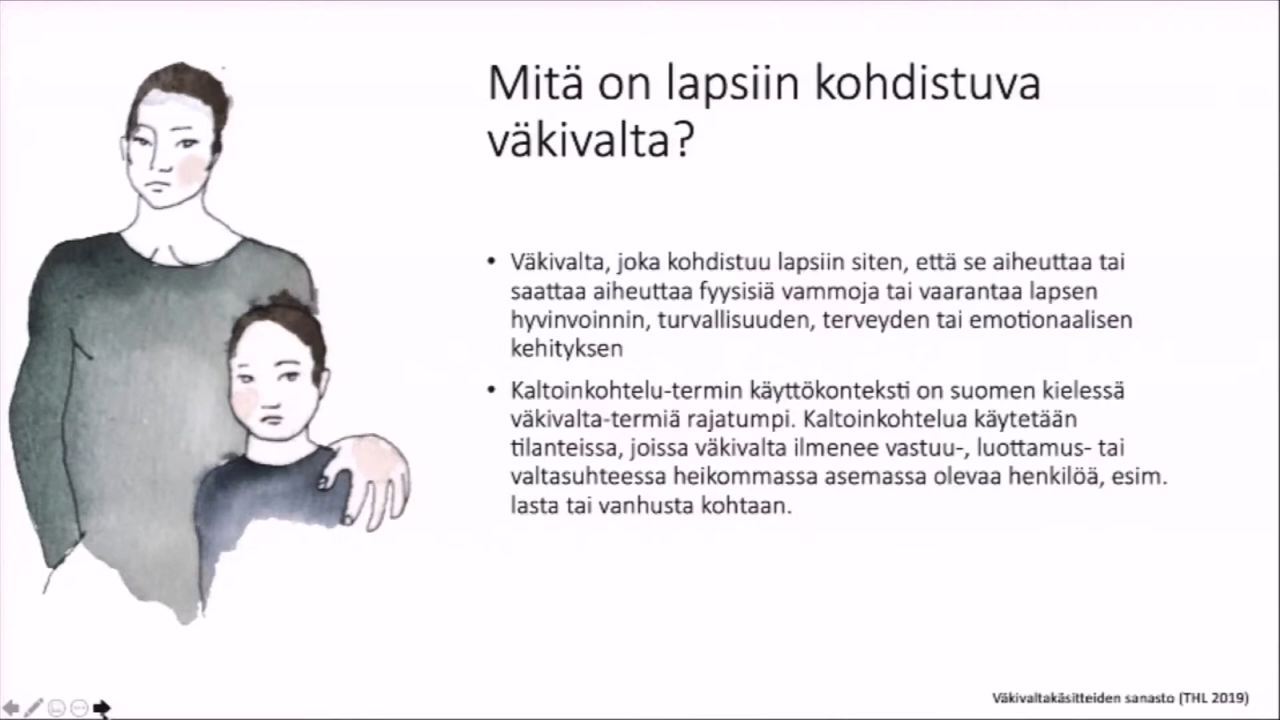 Mitä on lapsiin kohdistuva
väkivalta?
• Väkivalta, joka kohdistuu lapsiin siten, että se aiheuttaa tai
saattaa aiheuttaa fyysisiä vammoja tai vaarantaa lapsen
hyvinvoinnin, turvallisuuden, terveyden tai emotionaalisen
kehityksen
• Kaltoinkohtelu-termin käyttökonteksti on suomen kielessä
väkivalta-termiä rajatumpi. Kaltoinkohtelua käytetään
tilanteissa, joissa väkivalta ilmenee vastuu-, luottamus- tai
valtasuhteessa heikommassa asemassa olevaa henkilöä, esim.
lasta tai vanhusta kohtaan.
Väkivaltakäsitteiden sanasto (THL 2019)